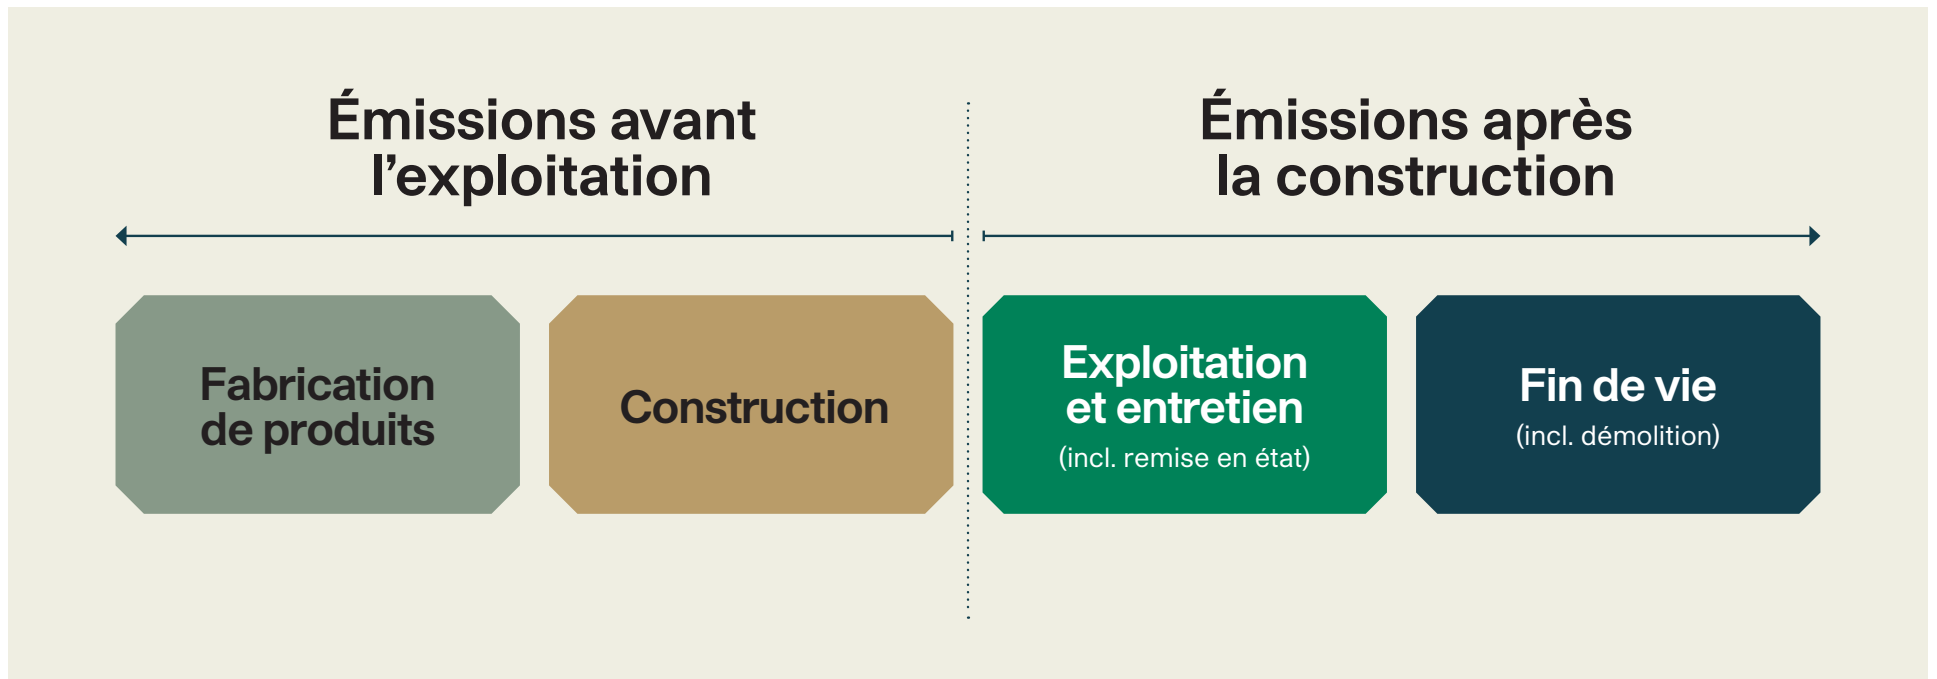 Émissions avant
l’exploitation
Émissions après
la construction
Fabrication
de produits
Construction
Exploitation
et entretien
(incl. remise en état)
Fin de vie
(incl. démolition)